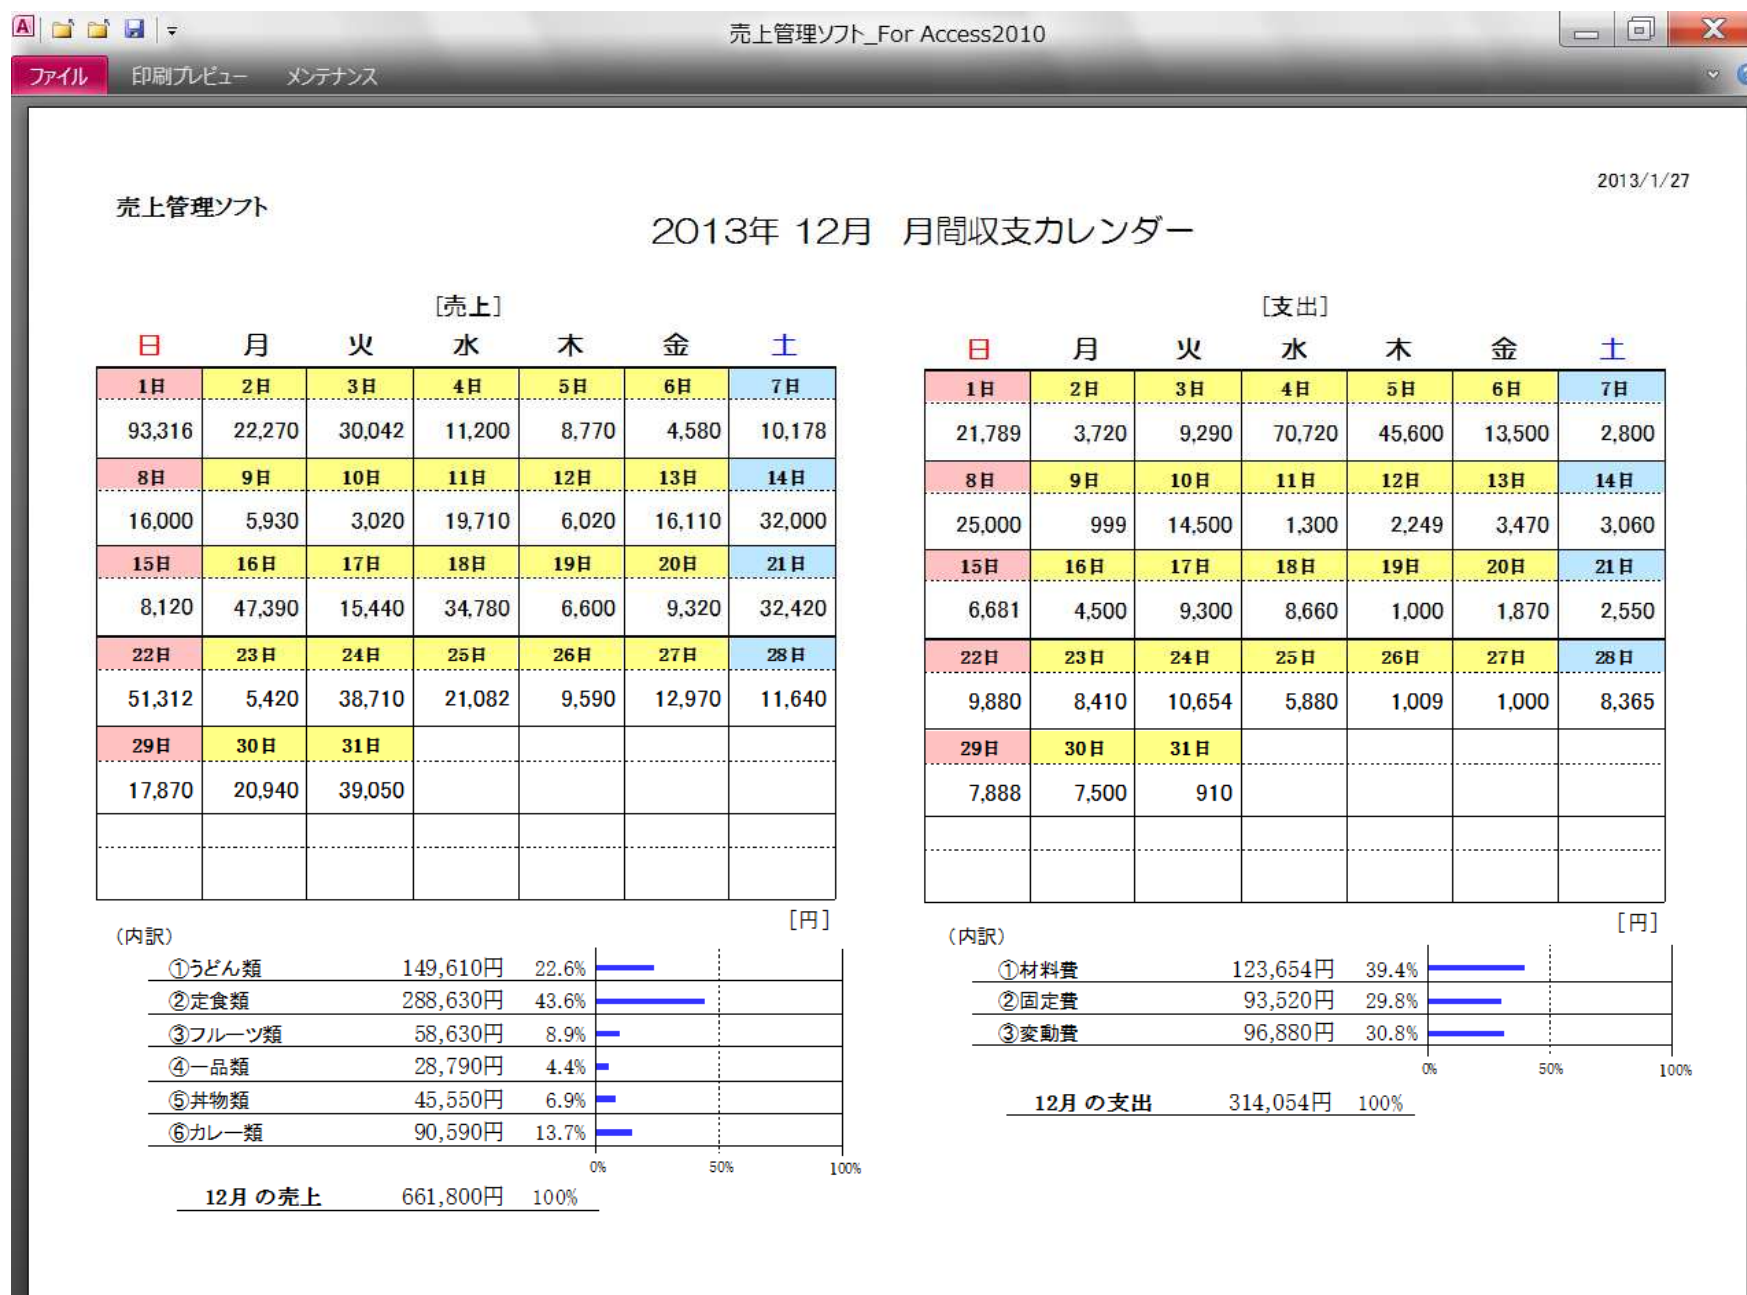 売上管理ソフト_For Access2010
ファイル 印刷プレビュー メンテナンス
2013/1/27
売上管理ソフト
2013年 12月 月間収支カレンダー
[売上]
日 月 火 水 木 金 土
1日 2日 3日 4日 5日 6日 7日
93,316 22,270 30,042 11,200 8,770 4,580 10,178
8日 9日 10日 11日 12日 13日 14日
16,000 5,930 3,020 19,710 6,020 16,110 32,000
15日 16日 17日 18日 19日 20日 21日
8,120 47,390 15,440 34,780 6,600 9,320 32,420
22日 23日 24日 25日 26日 27日 28日
51,312 5,420 38,710 21,082 9,590 12,970 11,640
29日 30日 31日
17,870 20,940 39,050
[円]
(内訳)
①うどん類 149,610円 22.6%
②定食類 288,630円 43.6%
③フルーツ類 58,630円 8.9%
④一品類 28,790円 4.4%
⑤丼物類 45,550円 6.9%
⑥カレー類 90,590円 13.7%
0% 50% 100%
12月 の売上 661,800円 100%
[支出]
日 月 火 水 木 金 土
1日 2日 3日 4日 5日 6日 7日
21,789 3,720 9,290 70,720 45,600 13,500 2,800
8日 9日 10日 11日 12日 13日 14日
25,000 999 14,500 1,300 2,249 3,470 3,060
15日 16日 17日 18日 19日 20日 21日
6,681 4,500 9,300 8,660 1,000 1,870 2,550
22日 23日 24日 25日 26日 27日 28日
9,880 8,410 10,654 5,880 1,009 1,000 8,365
29日 30日 31日
7,888 7,500 910
[円]
(内訳)
①材料費 123,654円 39.4%
②固定費 93,520円 29.8%
③変動費 96,880円 30.8%
0% 50% 100%
12月 の支出 314,054円 100%